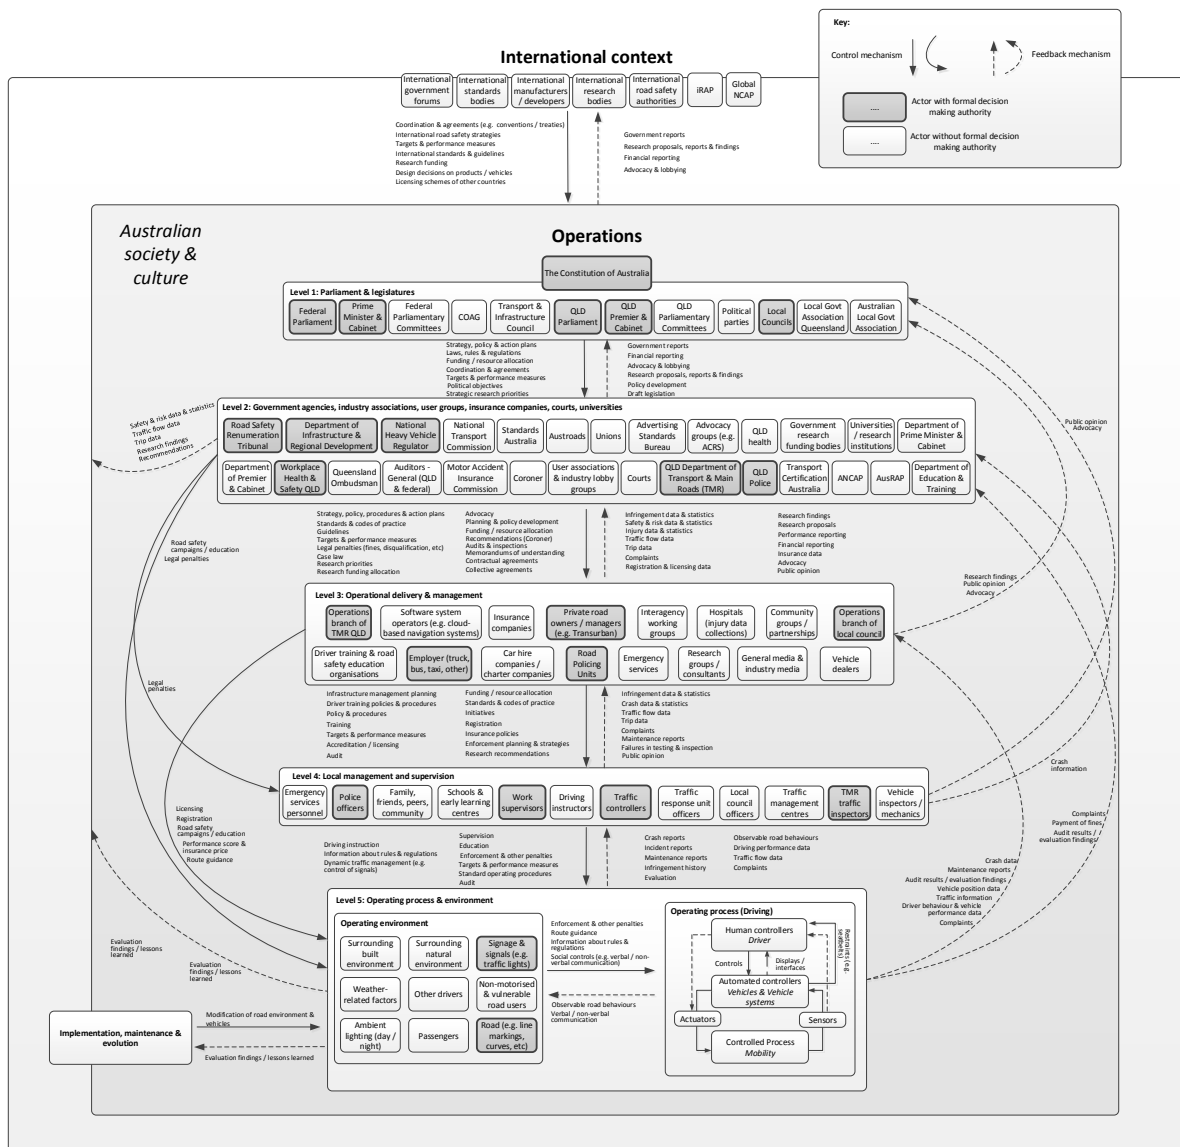 Key:
Control mechanism
Feedback mechanism
....
Actor with formal decision
making authority
....
Actor without formal decision
making authority
International context
International
government
forums
International
standards
bodies
International
manufacturers
/ developers
International
research
bodies
International
road safety
authorities
iRAP
Global
NCAP
Coordination & agreements (e.g. conventions / treaties)
International road safety strategies
Targets & performance measures
International standards & guidelines
Research funding
Design decisions on products / vehicles
Licensing schemes of other countries
Government reports
Research proposals, reports & findings
Financial reporting
Advocacy & lobbying
Australian
society &
culture
Operations
The Constitution of Australia
Level 1: Parliament & legislatures
Federal
Parliament
Prime
Minister &
Cabinet
Federal
Parliamentary
Committees
COAG
Transport &
Infrastructure
Council
QLD
Parliament
QLD
Premier &
Cabinet
QLD
Parliamentary
Committees
Political
parties
Local
Councils
Local Govt
Association
Queensland
Australian
Local Govt
Association
Strategy, policy & action plans
Laws, rules & regulations
Funding / resource allocation
Coordination & agreements
Targets & performance measures
Political objectives
Strategic research priorities
Government reports
Financial reporting
Advocacy & lobbying
Research proposals, reports & findings
Policy development
Draft legislation
Level 2: Government agencies, industry associations, user groups, insurance companies, courts, universities
Road Safety
Renumeration
Tribunal
Department of
Infrastructure &
Regional Development
National
Heavy Vehicle
Regulator
National
Transport
Commission
Standards
Australia
Austroads
Unions
Advertising
Standards
Bureau
Advocacy
groups (e.g.
ACRS)
QLD
health
Government
research
funding bodies
Universities
/ research
institutions
Department of
Prime Minister &
Cabinet
Department
of Premier
& Cabinet
Workplace
Health &
Safety QLD
Queensland
Ombudsman
Auditors -
General (QLD
& federal)
Motor Accident
Insurance
Commission
Coroner
User associations
& industry lobby
groups
Courts
QLD Department of
Transport & Main
Roads (TMR)
QLD
Police
Transport
Certification
Australia
ANCAP
AusRAP
Department of
Education &
Training
Safety & risk data & statistics
Traffic flow data
Trip data
Research findings
Recommendations
Public opinion
Advocacy
Strategy, policy, procedures & action plans
Standards & codes of practice
Guidelines
Targets & performance measures
Legal penalties (fines, disqualification, etc)
Case law
Research priorities
Research funding allocation
Advocacy
Planning & policy development
Funding / resource allocation
Recommendations (Coroner)
Audits & inspections
Memorandums of understanding
Contractual agreements
Collective agreements
Infringement data & statistics
Safety & risk data & statistics
Injury data & statistics
Traffic flow data
Trip data
Complaints
Registration & licensing data
Research findings
Research proposals
Performance reporting
Financial reporting
Insurance data
Advocacy
Public opinion
Road safety
campaigns / education
Legal penalties
Research findings
Public opinion
Advocacy
Level 3: Operational delivery & management
Operations
branch of
TMR QLD
Software system
operators (e.g. cloud-
based navigation systems)
Insurance
companies
Private road
owners / managers
(e.g. Transurban)
Interagency
working
groups
Hospitals
(injury data
collections)
Community
groups /
partnerships
Operations
branch of
local council
Driver training & road
safety education
organisations
Employer (truck,
bus, taxi, other)
Car hire
companies /
charter companies
Road
Policing
Units
Emergency
services
Research
groups /
consultants
General media &
industry media
Vehicle
dealers
Legal
penalties
Infrastructure management planning
Driver training policies & procedures
Policy & procedures
Training
Targets & performance measures
Accreditation / licensing
Audit
Funding / resource allocation
Standards & codes of practice
Initiatives
Registration
Insurance policies
Enforcement planning & strategies
Research recommendations
Infringement data & statistics
Crash data & statistics
Traffic flow data
Trip data
Complaints
Maintenance reports
Failures in testing & inspection
Public opinion
Crash
information
Level 4: Local management and supervision
Emergency
services
personnel
Police
officers
Family,
friends, peers,
community
Schools &
early learning
centres
Work
supervisors
Driving
instructors
Traffic
controllers
Traffic
response unit
officers
Local
council
officers
Traffic
management
centres
TMR
traffic
inspectors
Vehicle
inspectors /
mechanics
Licensing
Registration
Road safety
campaigns / education
Performance score &
insurance price
Route guidance
Driving instruction
Information about rules & regulations
Dynamic traffic management (e.g.
control of signals)
Supervision
Education
Enforcement & other penalties
Targets & performance measures
Standard operating procedures
Audit
Crash reports
Incident reports
Maintenance reports
Infringement history
Evaluation
Observable road behaviours
Driving performance data
Traffic flow data
Complaints
Complaints
Payment of fines
Audit results /
evaluation findings
Crash data
Maintenance reports
Audit results / evaluation findings
Vehicle position data
Traffic information
Driver behaviour & vehicle
performance data
Complaints
Level 5: Operating process & environment
Operating environment
Surrounding
built
environment
Surrounding
natural
environment
Signage &
signals (e.g.
traffic lights)
Weather-
related factors
Other drivers
Non-motorised
& vulnerable
road users
Ambient
lighting (day /
night)
Passengers
Road (e.g. line
markings,
curves, etc)
Enforcement & other penalties
Route guidance
Information about rules &
regulations
Social controls (e.g. verbal / non-
verbal communication)
Observable road behaviours
Verbal / non-verbal
communication
Operating process (Driving)
Human controllers
Driver
Controls
Displays /
interfaces
Restraints (e.g.
seatbelts)
Automated controllers
Vehicles & Vehicle
systems
Actuators
Sensors
Controlled Process
Mobility
Evaluation
findings / lessons
learned
Evaluation
findings / lessons
learned
Implementation, maintenance &
evolution
Modification of road environment &
vehicles
Evaluation findings / lessons learned